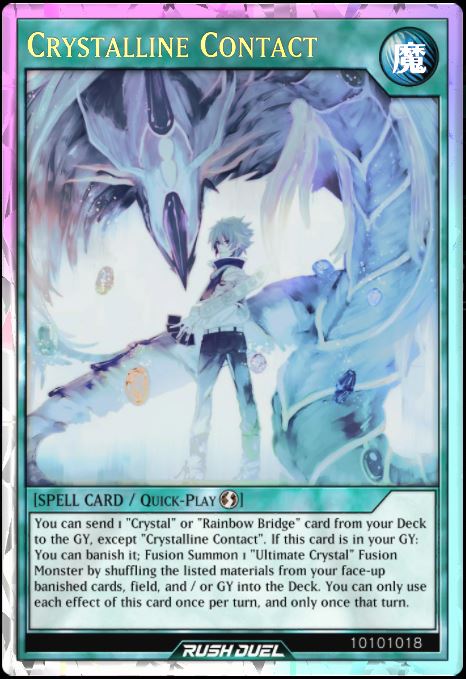 Crystalline Contact
魔
[SPELL CARD / Quick-Play]
You can send 1 "Crystal" or "Rainbow Bridge" card from your Deck
to the GY, except "Crystalline Contact". If this card is in your GY:
You can banish it; Fusion Summon 1 "Ultimate Crystal" Fusion
Monster by shuffling the listed materials from your face-up
banished cards, field, and / or GY into the Deck. You can only use
each effect of this card once per turn, and only once that turn.
10101018
RUSH DUEL